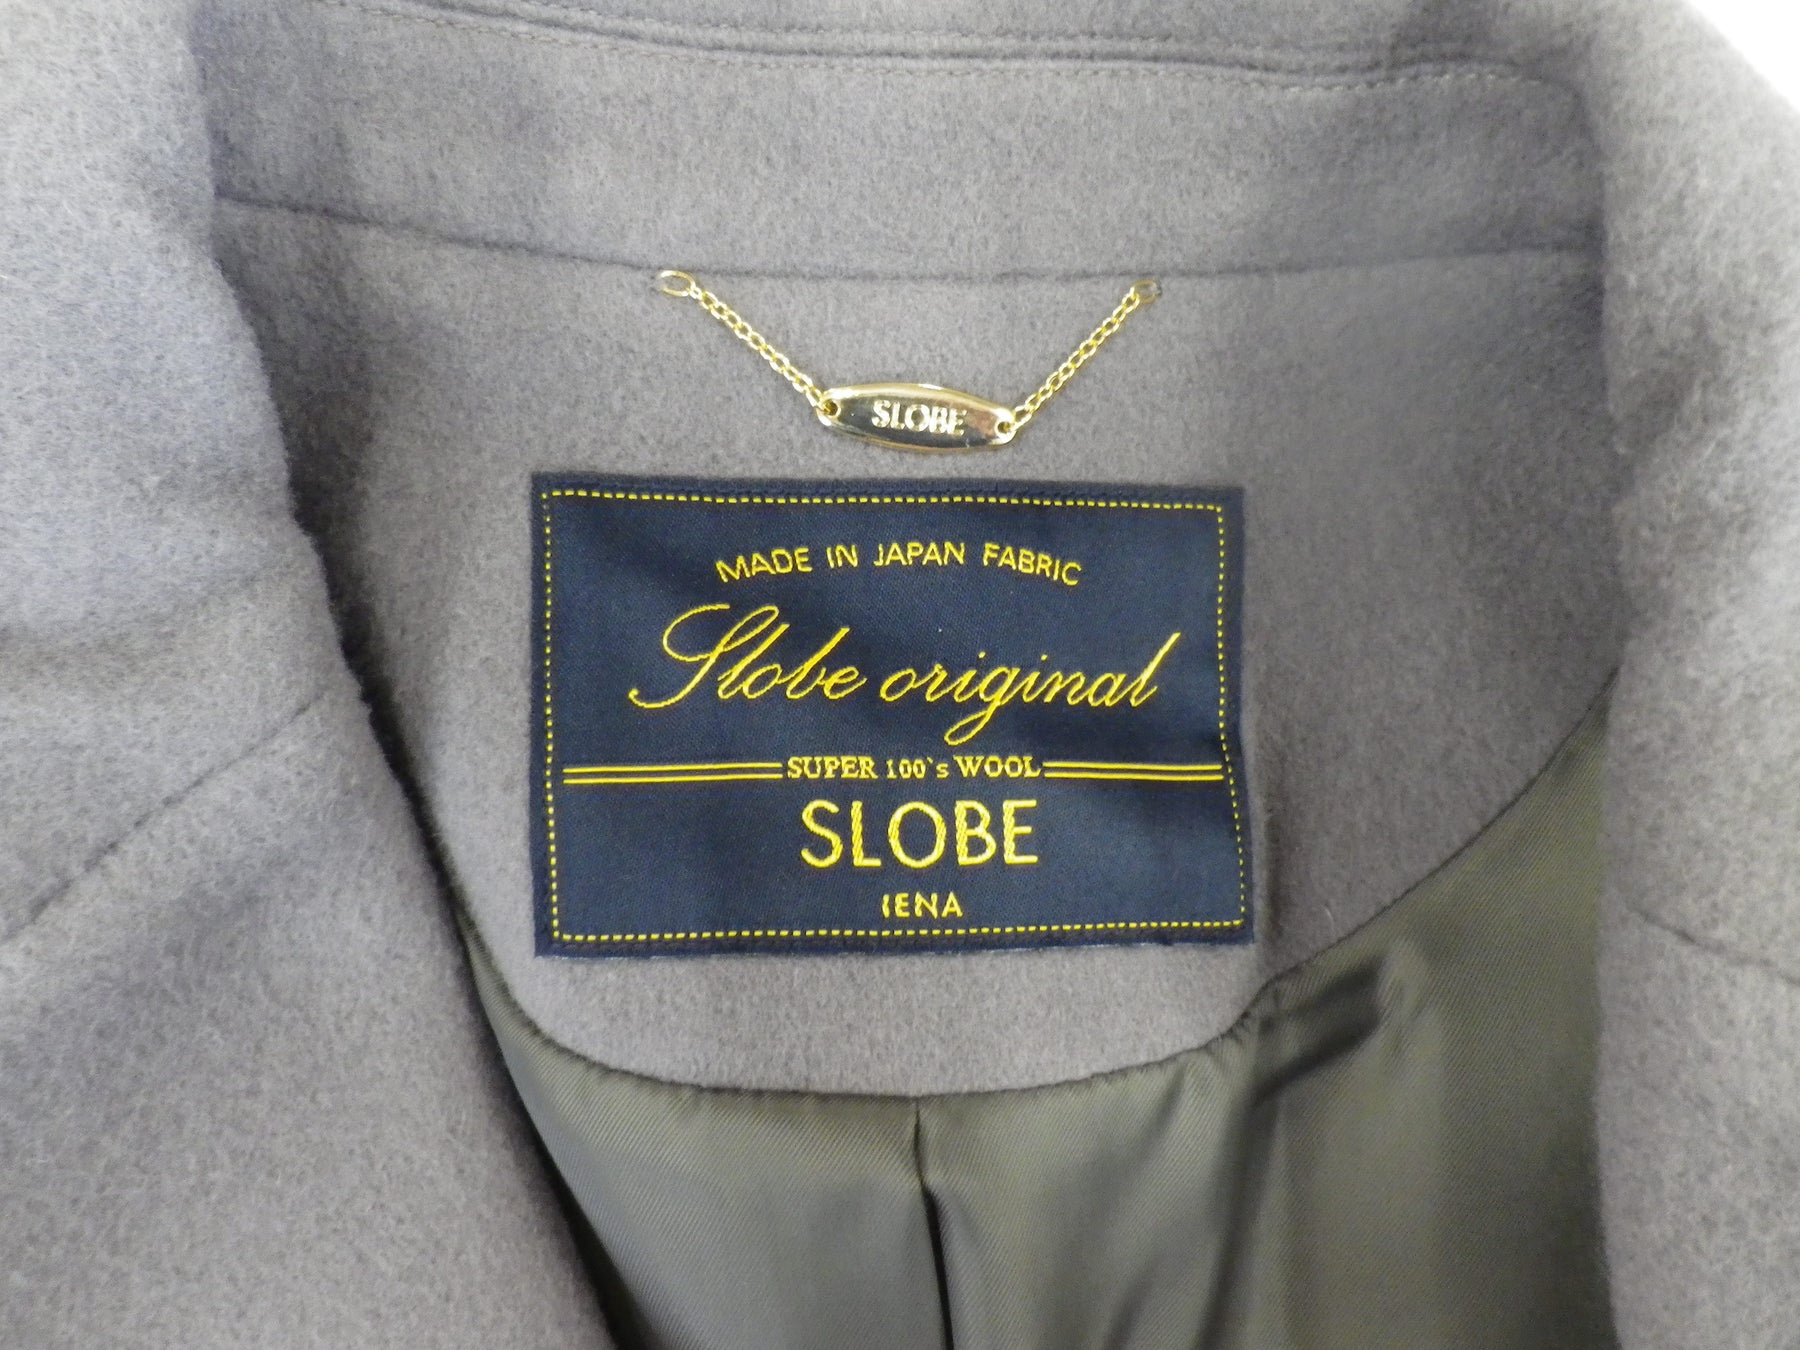 SLOBE
MADE IN JAPAN FABRIC
Slobe original
SUPER 100`s WOOL
SLOBE
IENA